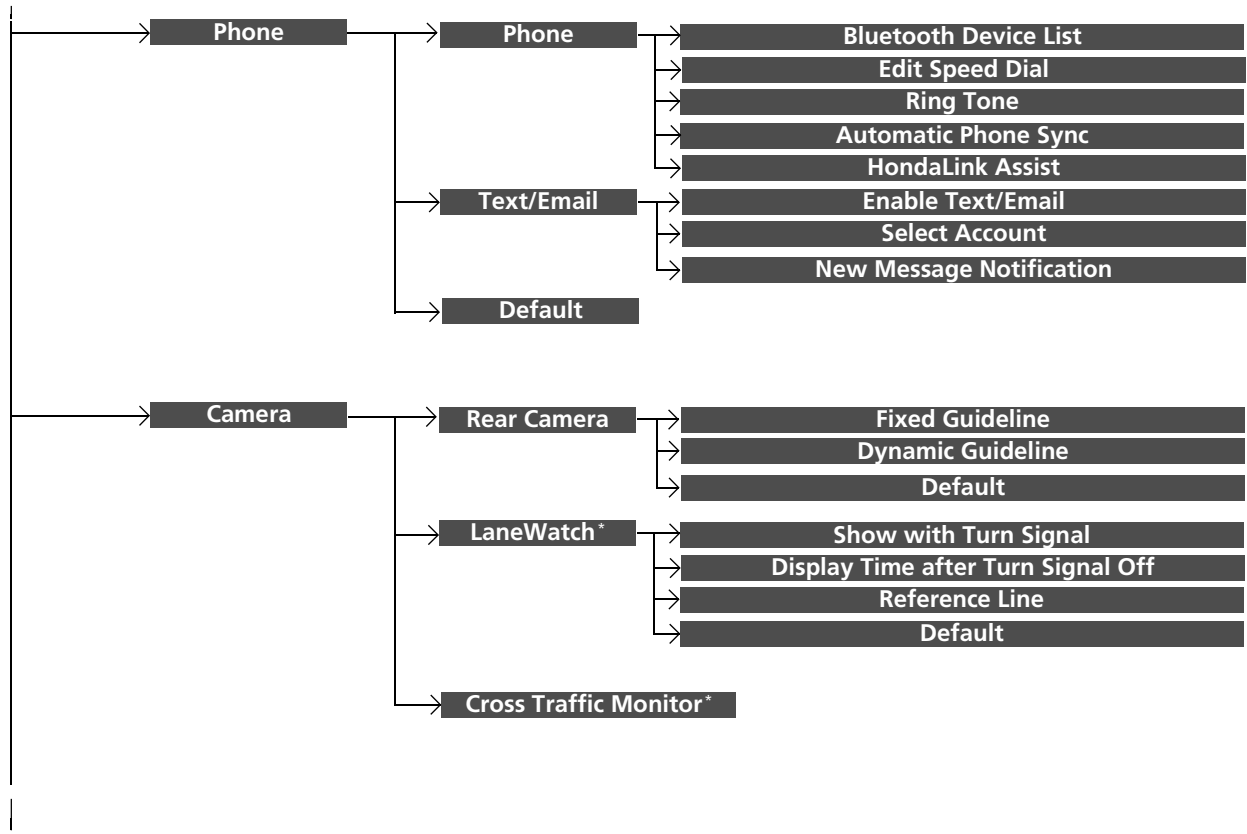 Phone
Phone
Bluetooth Device List
Edit Speed Dial
Ring Tone
Automatic Phone Sync
HondaLink Assist
Text/Email
Enable Text/Email
Select Account
New Message Notification
Default
Camera
Rear Camera
Fixed Guideline
Dynamic Guideline
Default
LaneWatch*
Show with Turn Signal
Display Time after Turn Signal Off
Reference Line
Default
Cross Traffic Monitor*